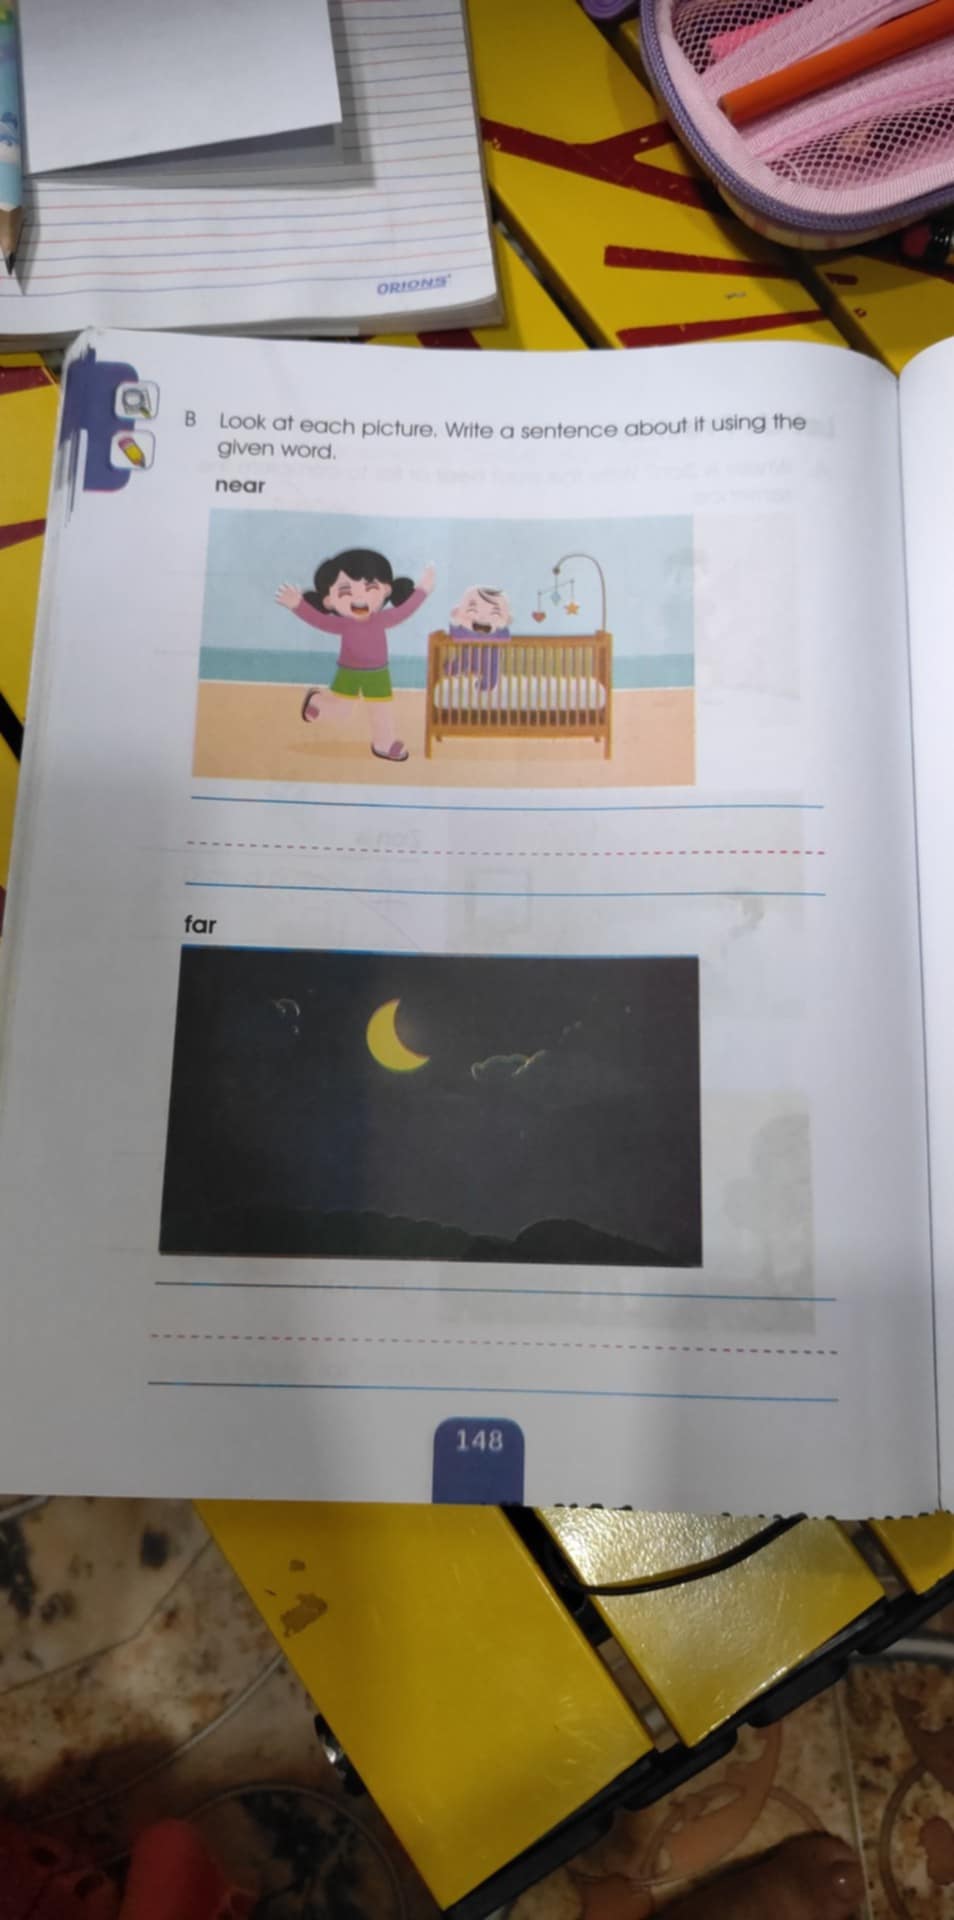 ORIONS
B Look at each picture. Write a sentence about it using the
given word.
near
far
148